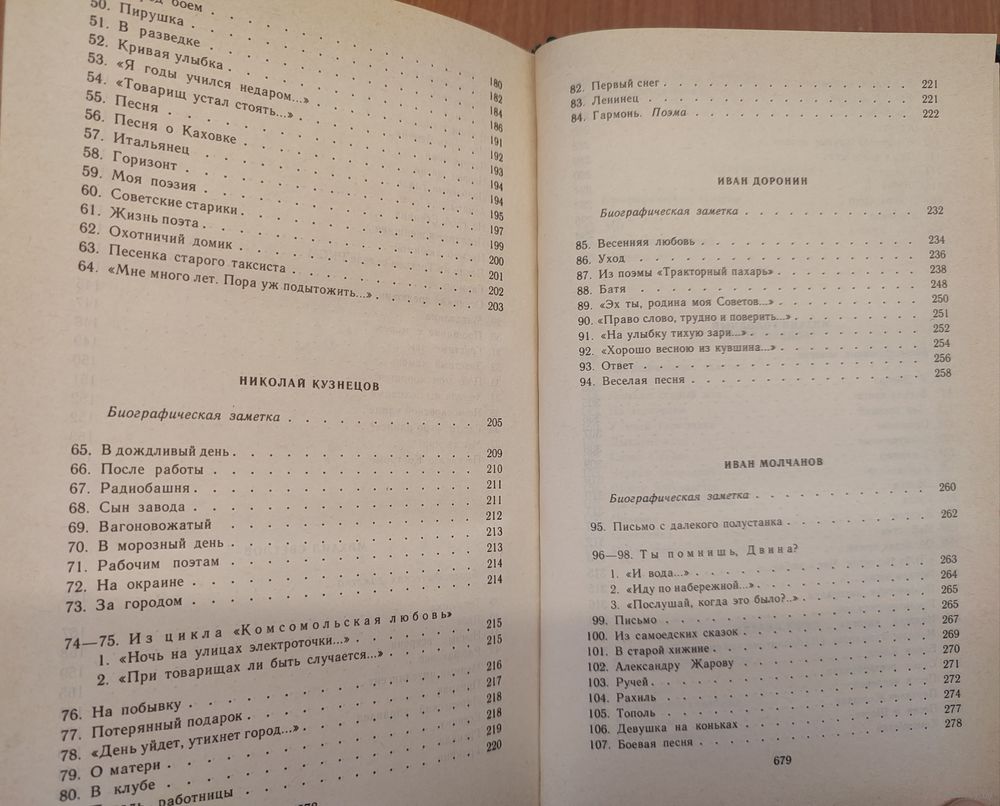 боем . . . 180
50. Пирушка . . . 182
51. В разведке . . . 184
52. Кривая улыбка . . . 186
53. «Я годы учился недаром...» . . . 191
54. «Товарищ устал стоять...» . . . 192
55. Песня . . . 193
56. Песня о Каховке . . . 194
57. Итальянец . . . 194
58. Горизонт . . . 195
59. Моя поэзия . . . 197
60. Советские старики . . . 199
61. Жизнь поэта . . . 200
62. Охотничий домик . . . 201
63. Песенка старого таксиста . . . 202
64. «Мне много лет. Пора уж подытожить...» . . . 203
НИКОЛАЙ КУЗНЕЦОВ
Биографическая заметка . . . 205
65. В дождливый день . . . 209
66. После работы . . . 210
67. Радиобашня . . . 211
68. Сын завода . . . 211
69. Вагоновожатый . . . 212
70. В морозный день . . . 213
71. Рабочим поэтам . . . 213
72. На окраине . . . 214
73. За городом . . . 214
74—75. Из цикла «Комсомольская любовь»
1. «Ночь на улицах электроточки...» . . . 215
2. «При товарищах ли быть случается...» . . . 215
76. На побывку . . . 216
77. Потерянный подарок . . . 217
78. «День уйдет, утихнет город...» . . . 218
79. О матери . . . 218
80. В клубе . . . 219
работницы . . . 220
82. Первый снег . . . 221
83. Ленинец . . . 221
84. Гармонь. Поэма . . . 222
ИВАН ДОРОНИН
Биографическая заметка . . . 232
85. Весенняя любовь . . . 234
86. Уход . . . 236
87. Из поэмы «Тракторный пахарь» . . . 238
88. Батя . . . 248
89. «Эх ты, родина моя Советов...» . . . 250
90. «Право слово, трудно и поверить...» . . . 251
91. «На улыбку тихую зари...» . . . 252
92. «Хорошо весною из кувшина...» . . . 254
93. Ответ . . . 256
94. Веселая песня . . . 258
ИВАН МОЛЧАНОВ
Биографическая заметка . . . 260
95. Письмо с далекого полустанка . . . 262
96—98. Ты помнишь, Двина?
1. «И вода...» . . . 263
2. «Иду по набережной...» . . . 264
3. «Послушай, когда это было?..» . . . 265
99. Письмо . . . 265
100. Из самоедских сказок . . . 267
101. В старой хижине . . . 269
102. Александру Жарову . . . 270
103. Ручей . . . 271
104. Рахиль . . . 272
105. Тополь . . . 274
106. Девушка на коньках . . . 277
107. Боевая песня . . . 278
679